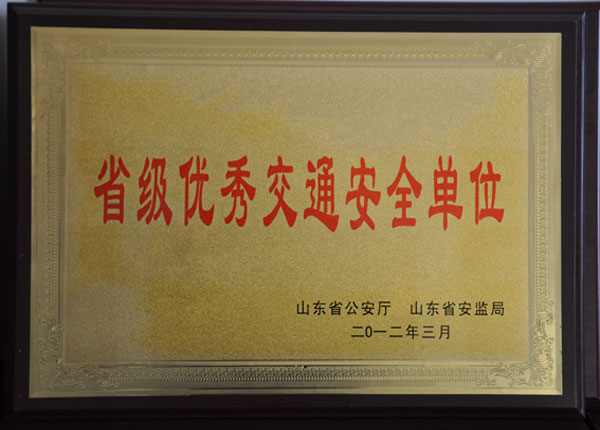 省级优秀交通安全单位
山东省公安厅 山东省安监局
二0一二年三月